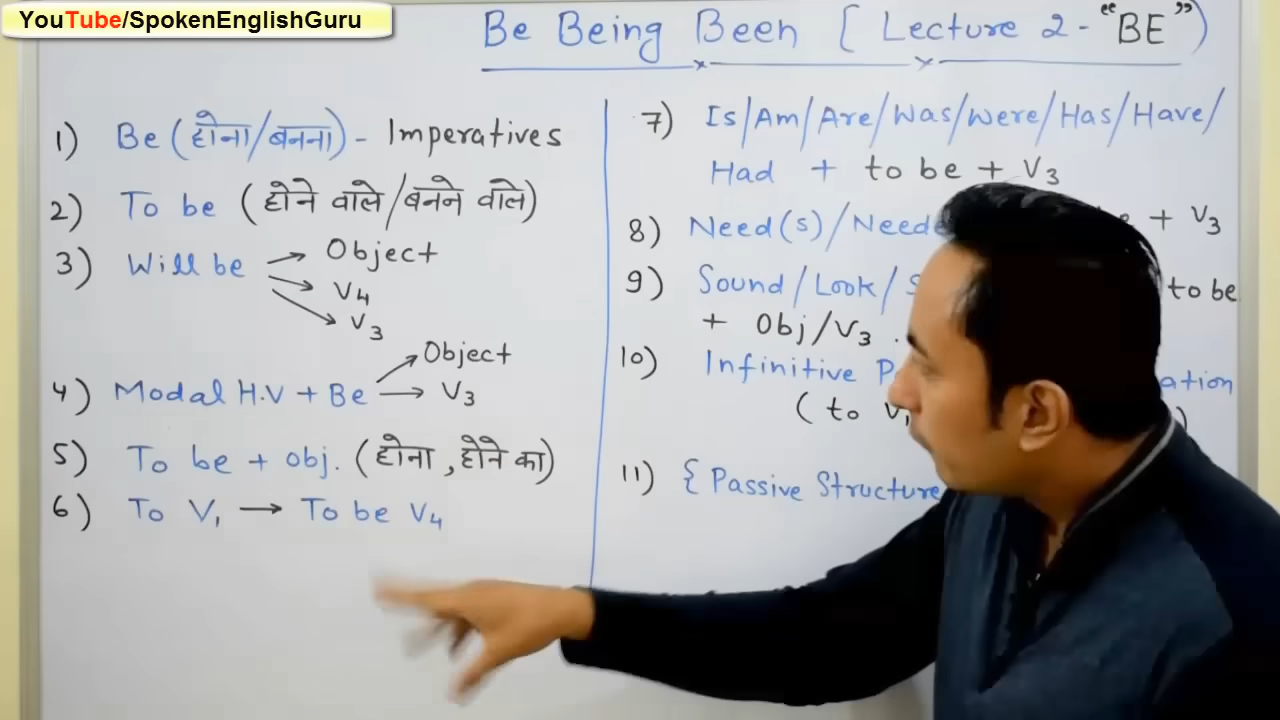 YouTube/SpokenEnglishGuru
Be Being Been [ Lecture 2 - "BE" )
1) Be (होना/बनना) - Imperatives
2) To be (होने वाले/बनने वाले)
3) Will be → Object
→ V4
→ V3
4) Modal H.V + Be → Object
→ V3
5) To be + obj. (होना, होने का)
6) To V1 → To be V4
7) Is/Am/Are/Was/Were/Has/Have/
Had + to be + V3
8) Need(s)/ + V3
9) Sound/Look/ to be
+ Obj/V3.
10) Infinitive
(to V1 )
11) { Passive Structure